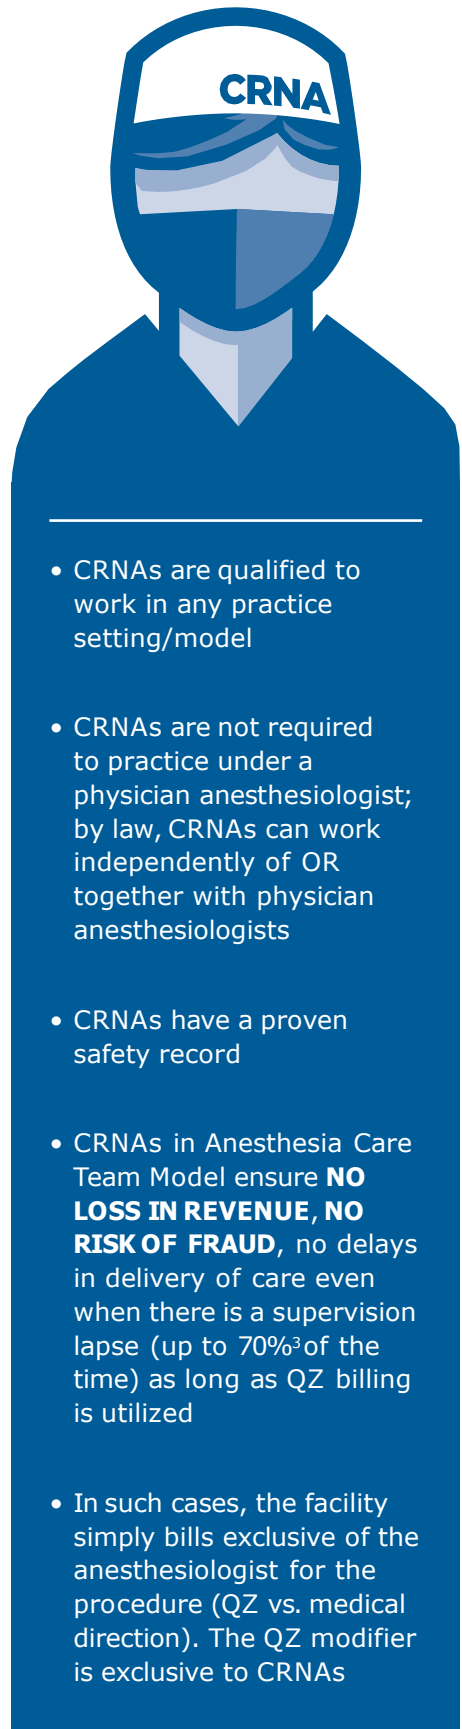 CRNA
• CRNAs are qualified to
work in any practice
setting/model
• CRNAs are not required
to practice under a
physician anesthesiologist;
by law, CRNAs can work
independently of OR
together with physician
anesthesiologists
• CRNAs have a proven
safety record
• CRNAs in Anesthesia Care
Team Model ensure NO
LOSS IN REVENUE, NO
RISK OF FRAUD, no delays
in delivery of care even
when there is a supervision
lapse (up to 70%³ of the
time) as long as QZ billing
is utilized
• In such cases, the facility
simply bills exclusive of the
anesthesiologist for the
procedure (QZ vs. medical
direction). The QZ modifier
is exclusive to CRNAs